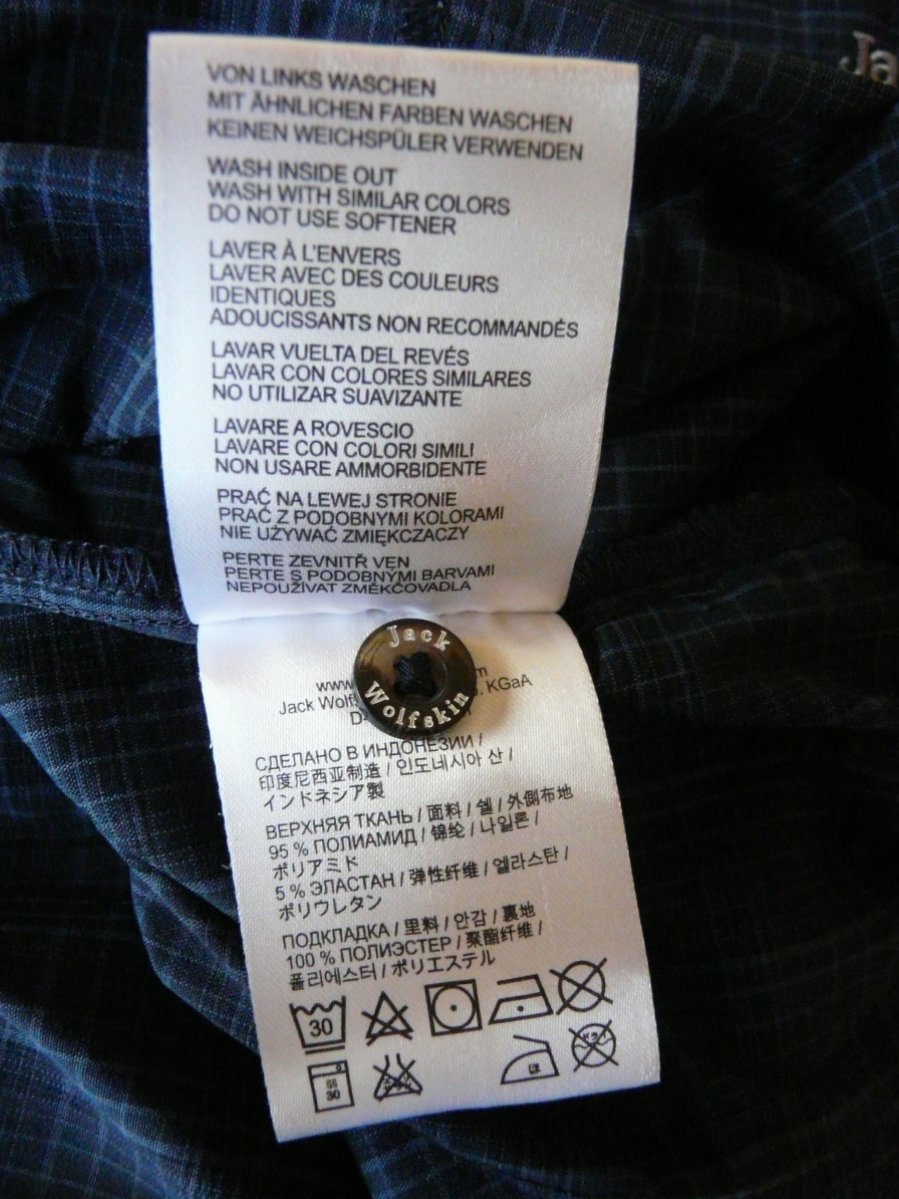 Ja
VON LINKS WASCHEN
MIT ÄHNLICHEN FARBEN WASCHEN
KEINEN WEICHSPÜLER VERWENDEN
WASH INSIDE OUT
WASH WITH SIMILAR COLORS
DO NOT USE SOFTENER
LAVER À L'ENVERS
LAVER AVEC DES COULEURS
IDENTIQUES
ADOUCISSANTS NON RECOMMANDÉS
LAVAR VUELTA DEL REVÉS
LAVAR CON COLORES SIMILARES
NO UTILIZAR SUAVIZANTE
LAVARE A ROVESCIO
LAVARE CON COLORI SIMILI
NON USARE AMMORBIDENTE
PRAĆ NA LEWEJ STRONIE
PRAĆ Z PODOBNYMI KOLORAMI
NIE UŻYWAĆ ZMIĘKCZACZY
PERTE ZEVNITŘ VEN
PERTE S PODOBNÝMI BARVAMI
NEPOUŽÍVAT ZMĚKČOVADLA
Jack
Wolfskin
www
Jack Wolf KGaA
СДЕЛАНО В ИНДОНЕЗИИ /
印度尼西亚制造 / 인도네시아 산 /
インドネシア製
ВЕРХНЯЯ ТКАНЬ / 面料 / 쉘 / 外側布地
95 % ПОЛИАМИД / 锦纶 / 나일론 /
ポリアミド
5 % ЭЛАСТАН / 弹性纤维 / 엘라스탄 /
ポリウレタン
ПОДКЛАДКА / 里料 / 안감 / 裏地
100 % ПОЛИЭСТЕР / 聚酯纤维 /
폴리에스터 / ポリエステル
30
30